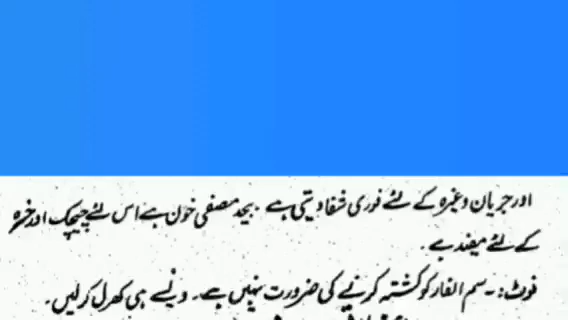 اور جریان وغیرہ کے لئے فوری شفا دیتی ہے۔ بیحد مصفی خون ہے اس لئے چیچک اور خسرہ
کے لئے مفید ہے۔
نوٹ:۔ سم الفار کو کشتہ کرنے کی ضرورت نہیں ہے۔ ویسے ہی کھرل کر لیں۔